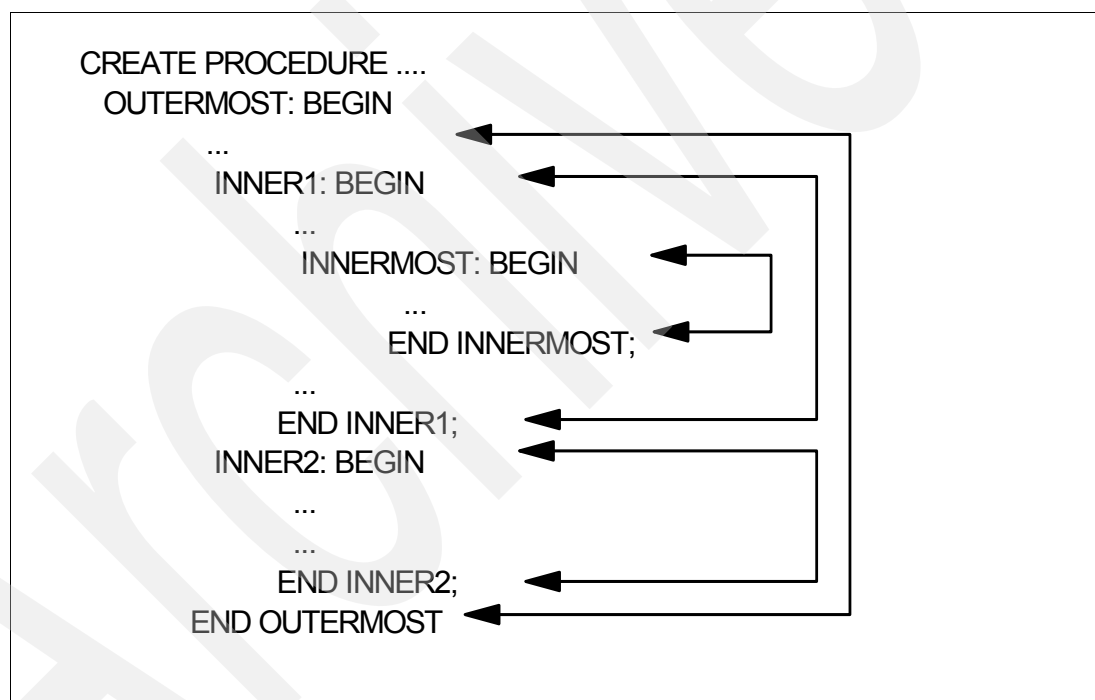 CREATE PROCEDURE ....
OUTERMOST: BEGIN
...
INNER1: BEGIN
...
INNERMOST: BEGIN
...
END INNERMOST;
...
END INNER1;
INNER2: BEGIN
...
...
END INNER2;
END OUTERMOST